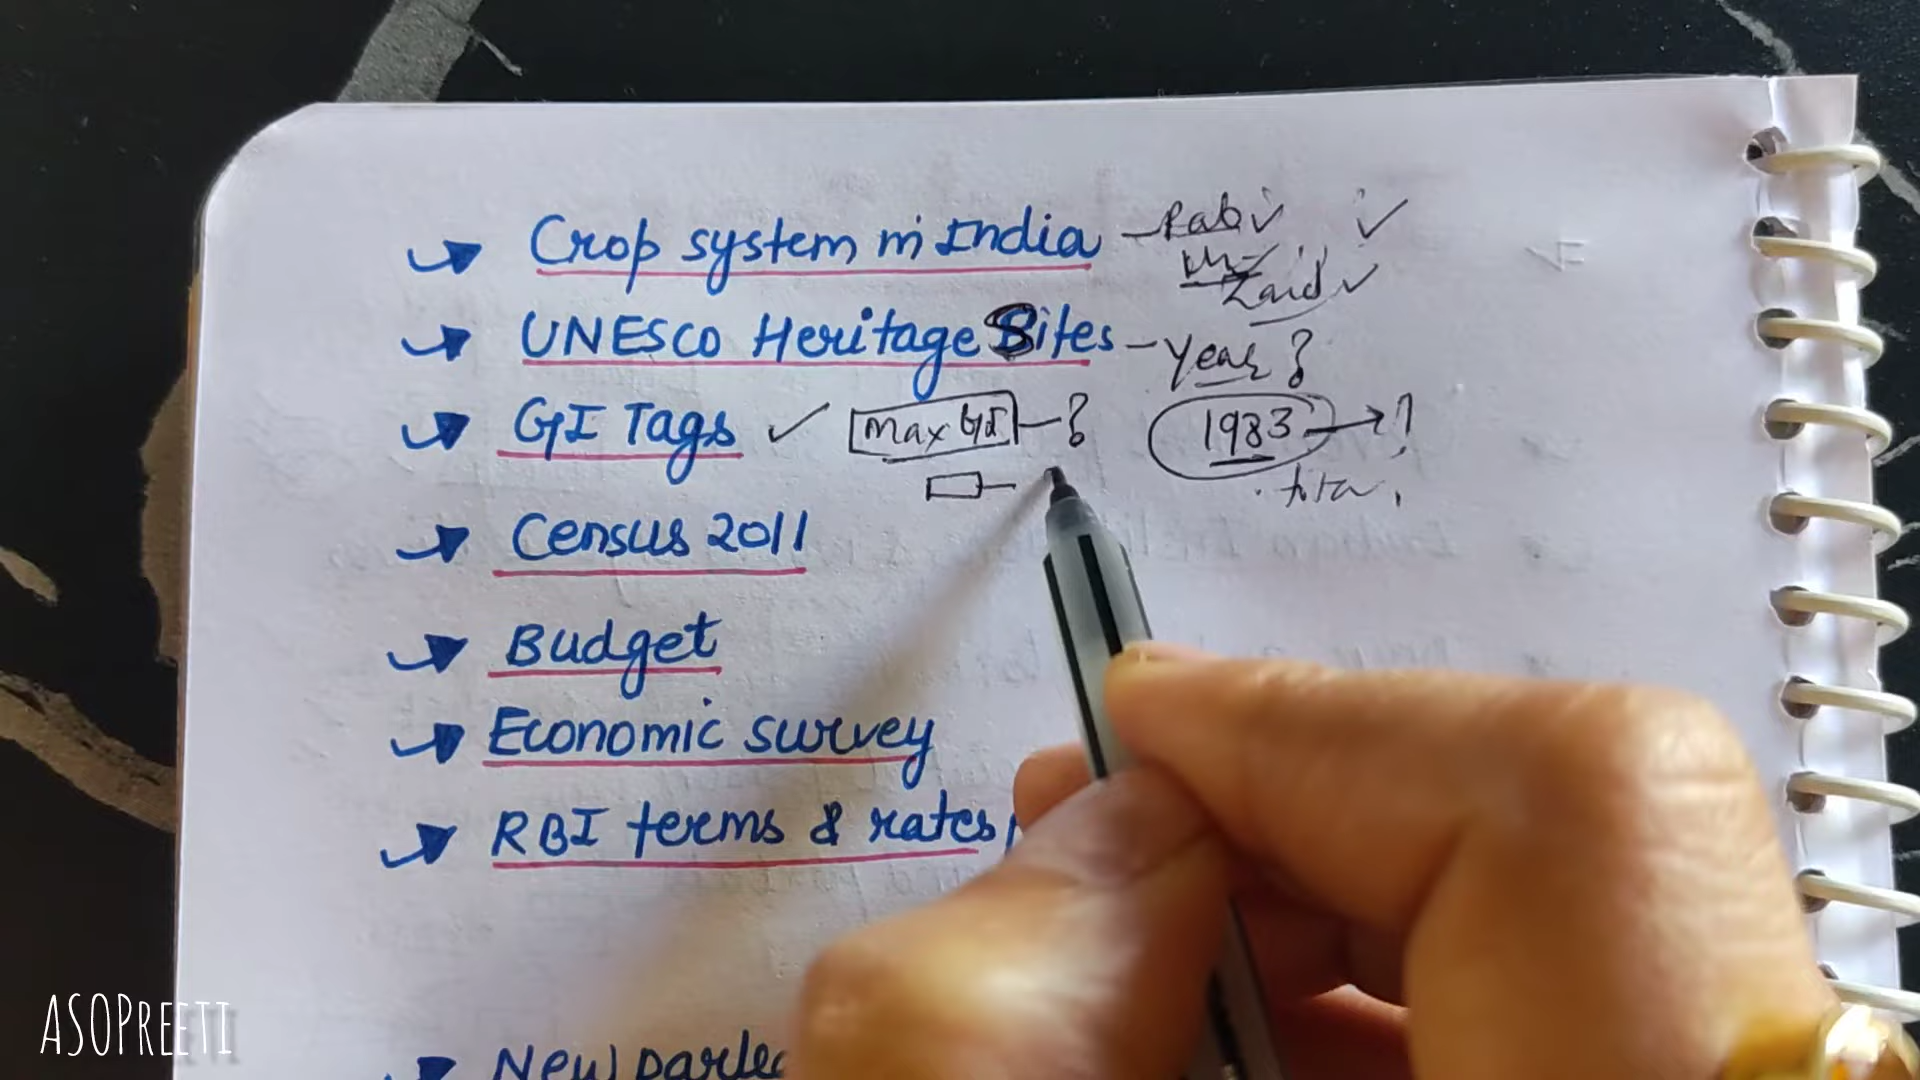 Crop system in India - Rabi
Zaid
UNESCO Heritage Sites - Year ?
GI Tags max GI - ? 1983 → ?
Census 2011
Budget
Economic survey
RBI terms & rates
New
ASOPREETI